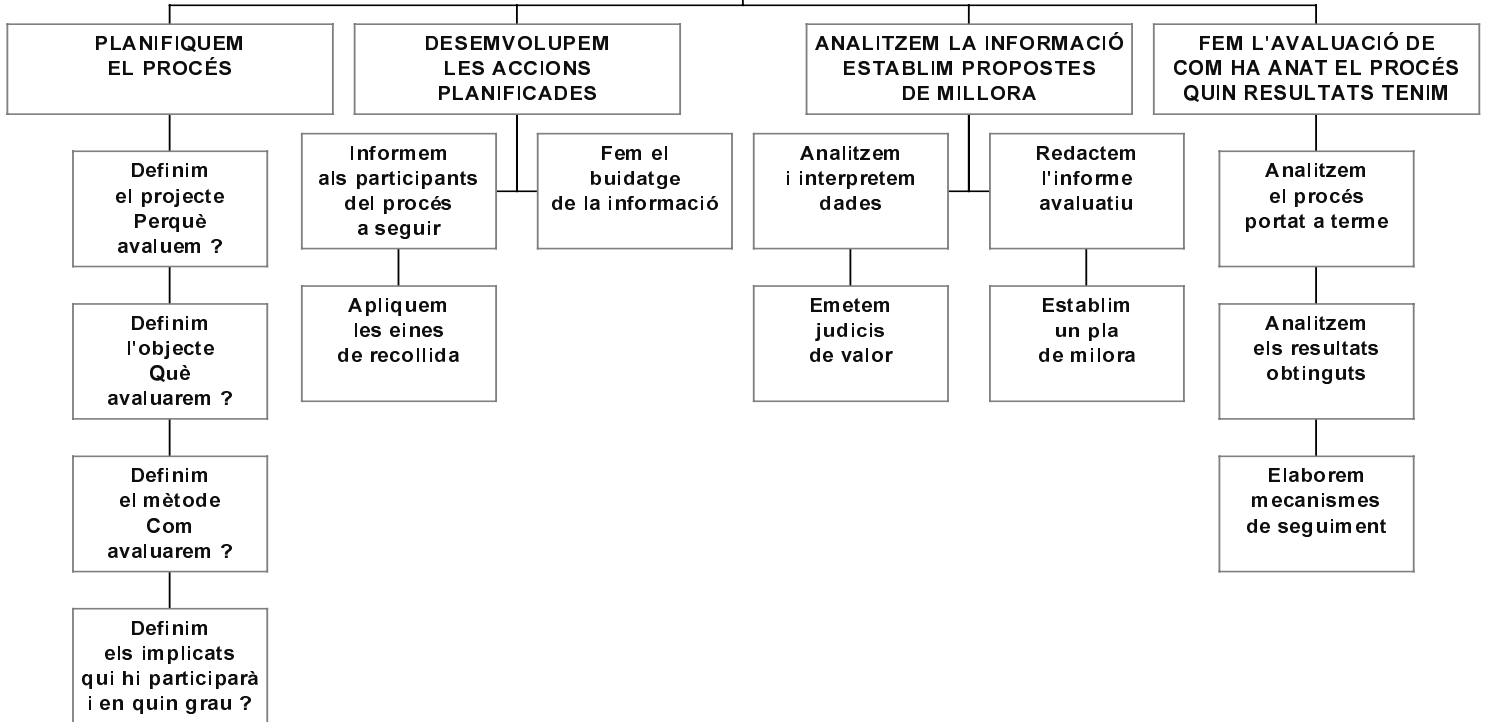 PLANIFIQUEM
EL PROCÉS
DESEMVOLUPEM
LES ACCIONS
PLANIFICADES
ANALITZEM LA INFORMACIÓ
ESTABLIM PROPOSTES
DE MILLORA
FEM L'AVALUACIÓ DE
COM HA ANAT EL PROCÉS
QUIN RESULTATS TENIM
Definim
el projecte
Perquè
avaluem ?
Definim
l'objecte
Què
avaluarem ?
Definim
el mètode
Com
avaluarem ?
Definim
els implicats
qui hi participarà
i en quin grau ?
Informem
als participants
del procés
a seguir
Apliquem
les eines
de recollida
Fem el
buidatge
de la informació
Analitzem
i interpretem
dades
Emetem
judicis
de valor
Redactem
l'informe
avaluatiu
Establim
un pla
de milora
Analitzem
el procés
portat a terme
Analitzem
els resultats
obtinguts
Elaborem
mecanismes
de seguiment